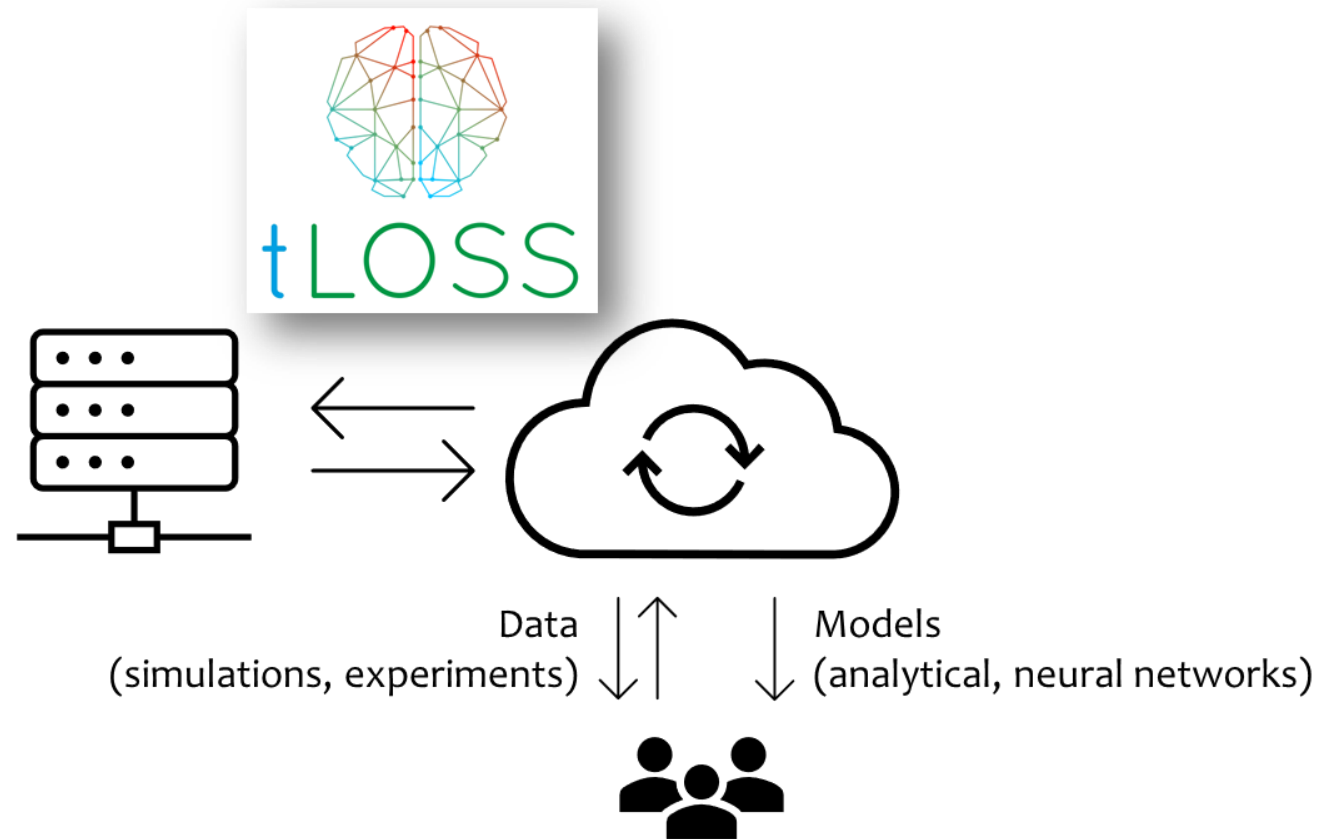 tLOSS
Data
(simulations, experiments)
Models
(analytical, neural networks)